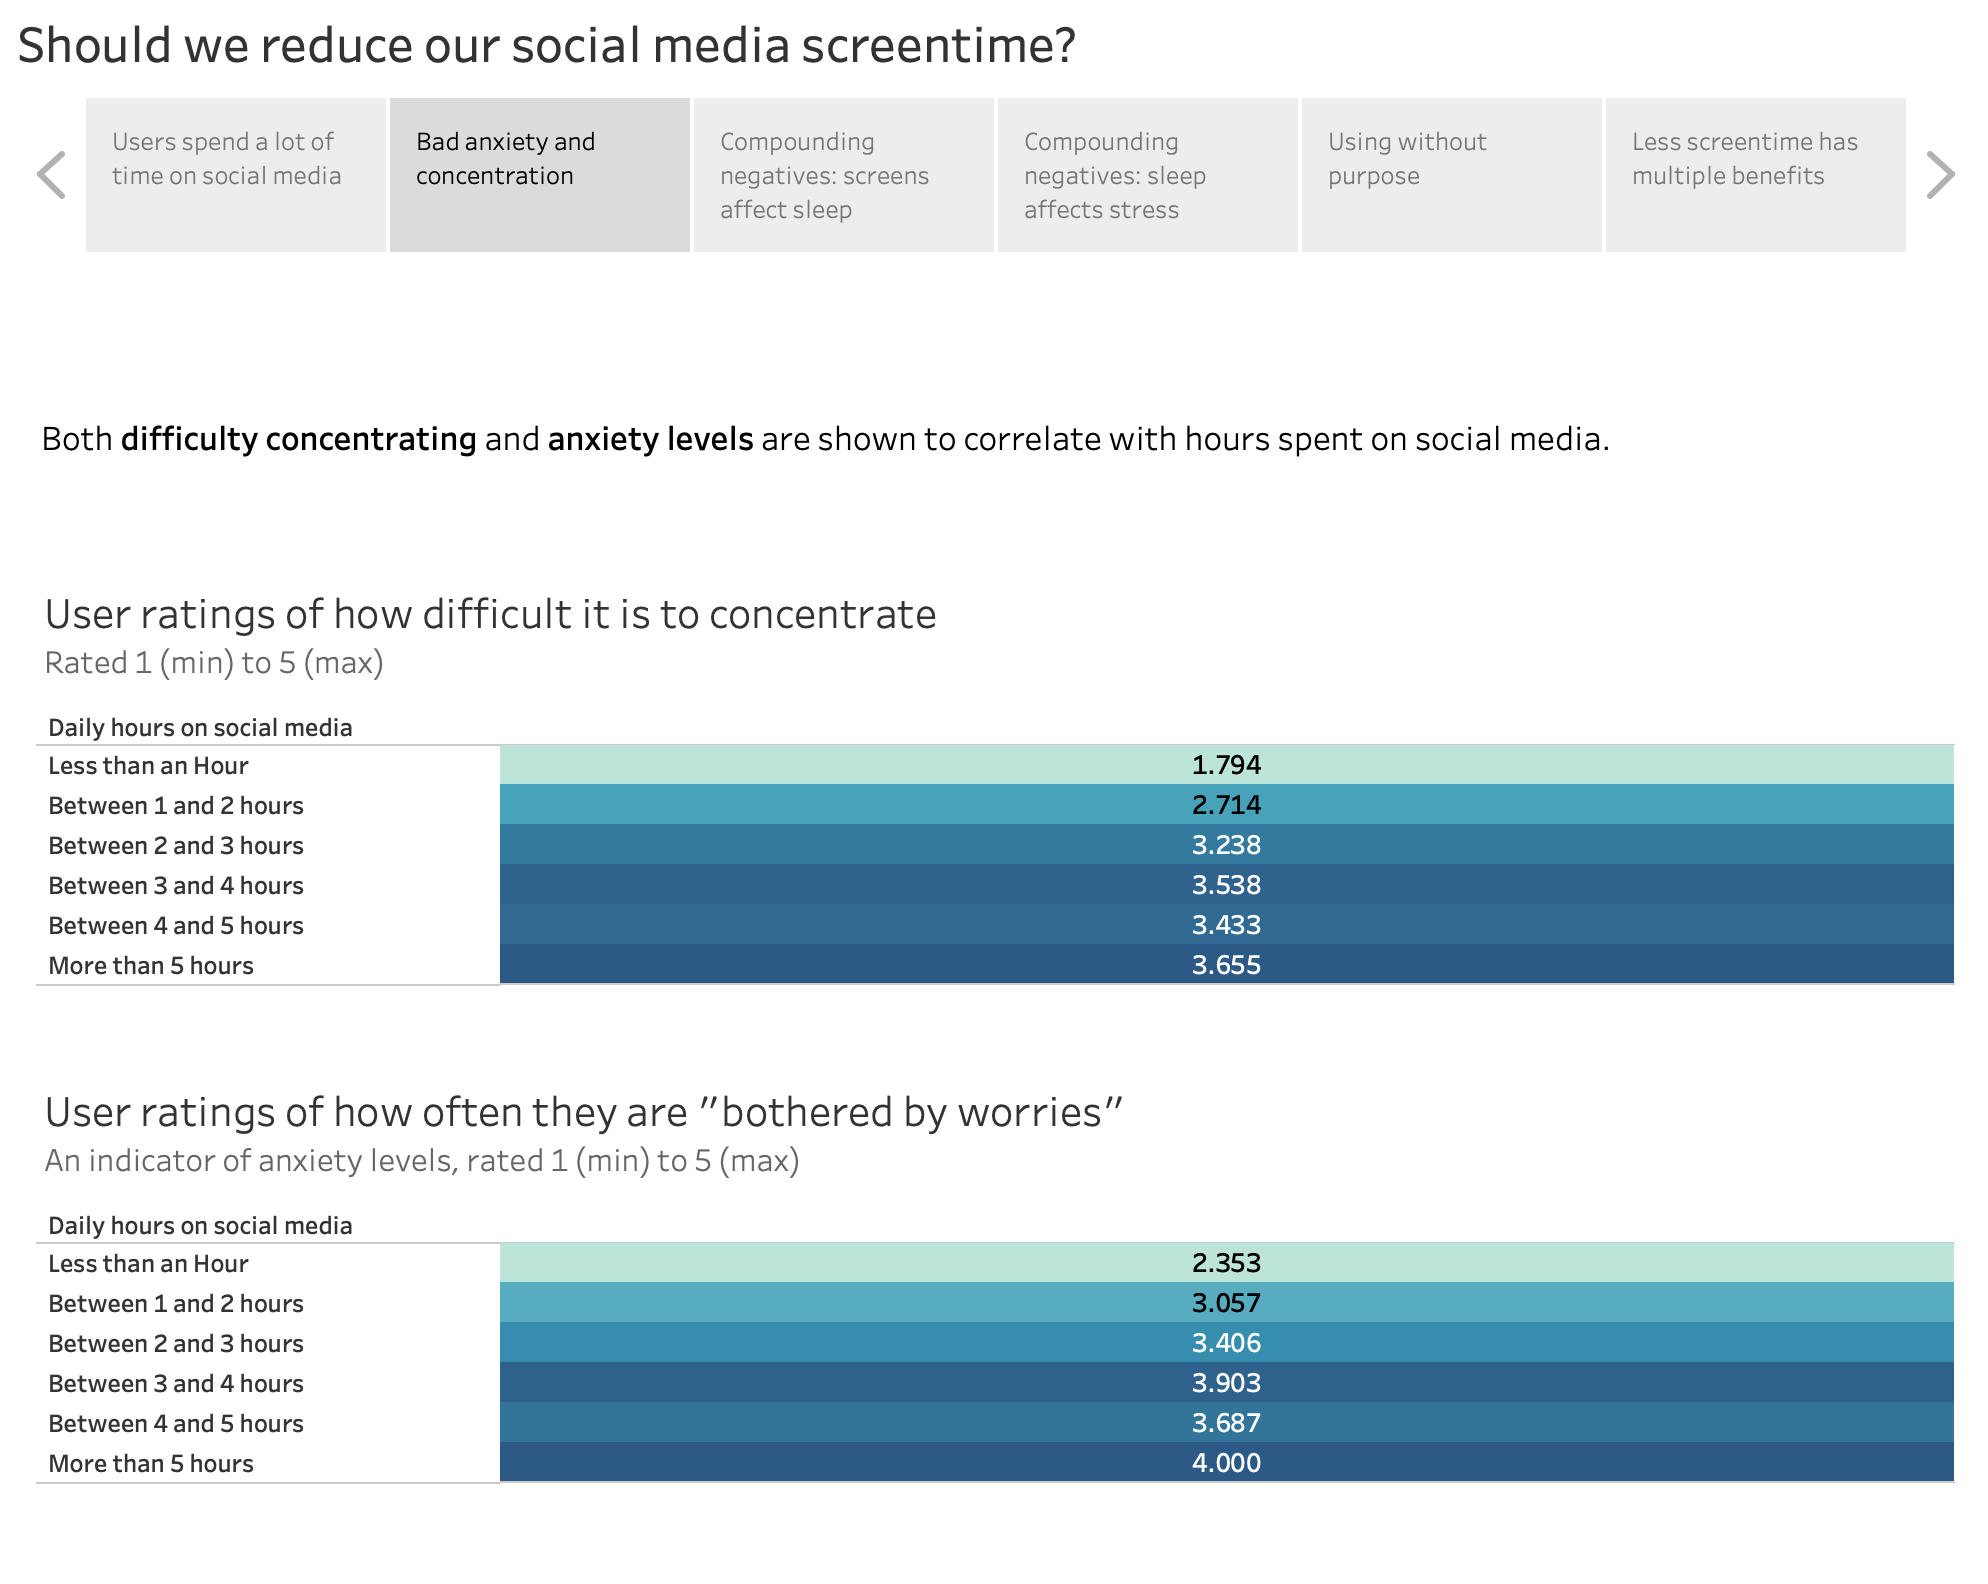 Should we reduce our social media screentime?
Users spend a lot of
time on social media
Bad anxiety and
concentration
Compounding
negatives: screens
affect sleep
Compounding
negatives: sleep
affects stress
Using without
purpose
Less screentime has
multiple benefits
Both difficulty concentrating and anxiety levels are shown to correlate with hours spent on social media.
User ratings of how difficult it is to concentrate
Rated 1 (min) to 5 (max)
Daily hours on social media
Less than an Hour 1.794
Between 1 and 2 hours 2.714
Between 2 and 3 hours 3.238
Between 3 and 4 hours 3.538
Between 4 and 5 hours 3.433
More than 5 hours 3.655
User ratings of how often they are "bothered by worries"
An indicator of anxiety levels, rated 1 (min) to 5 (max)
Daily hours on social media
Less than an Hour 2.353
Between 1 and 2 hours 3.057
Between 2 and 3 hours 3.406
Between 3 and 4 hours 3.903
Between 4 and 5 hours 3.687
More than 5 hours 4.000